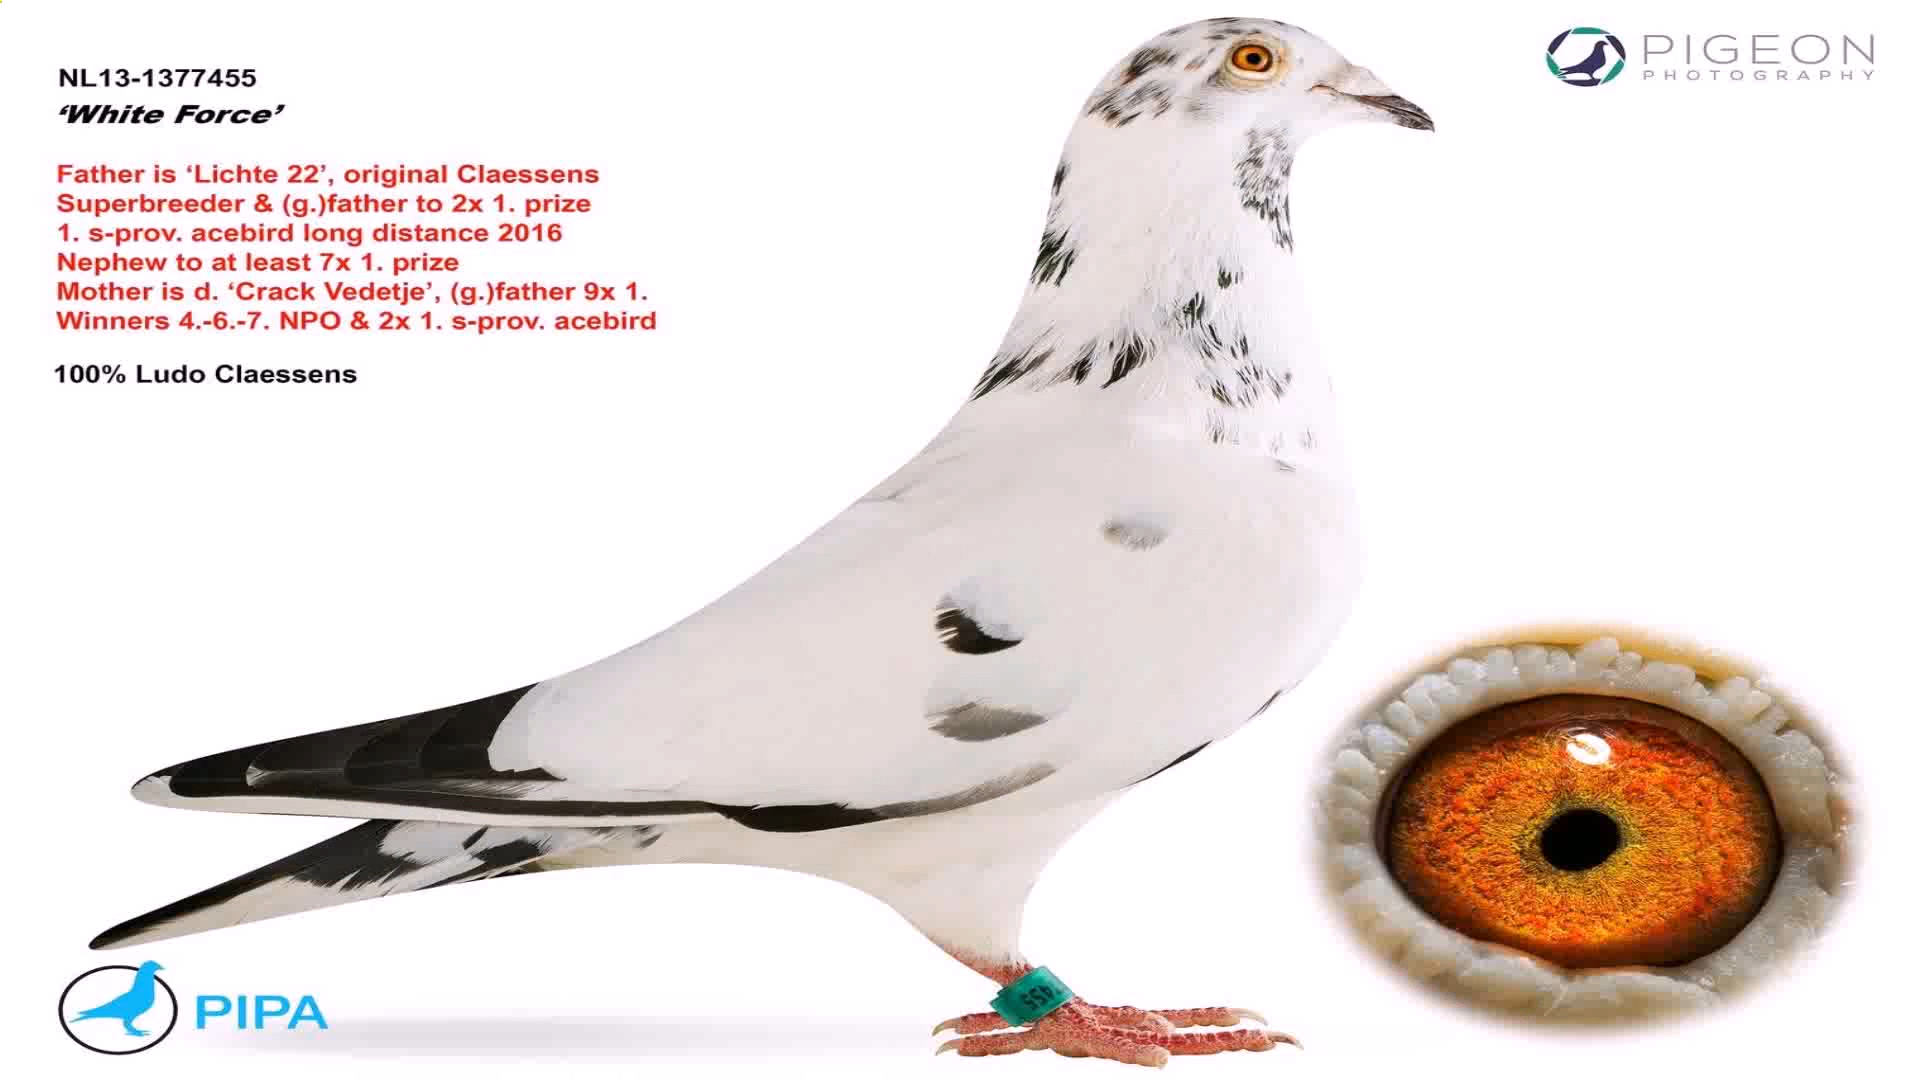 NL13-1377455
‘White Force’
Father is ‘Lichte 22’, original Claessens
Superbreeder & (g.)father to 2x 1. prize
1. s-prov. acebird long distance 2016
Nephew to at least 7x 1. prize
Mother is d. ‘Crack Vedetje’, (g.)father 9x 1.
Winners 4.-6.-7. NPO & 2x 1. s-prov. acebird
100% Ludo Claessens
PIGEON
PHOTOGRAPHY
455
PIPA